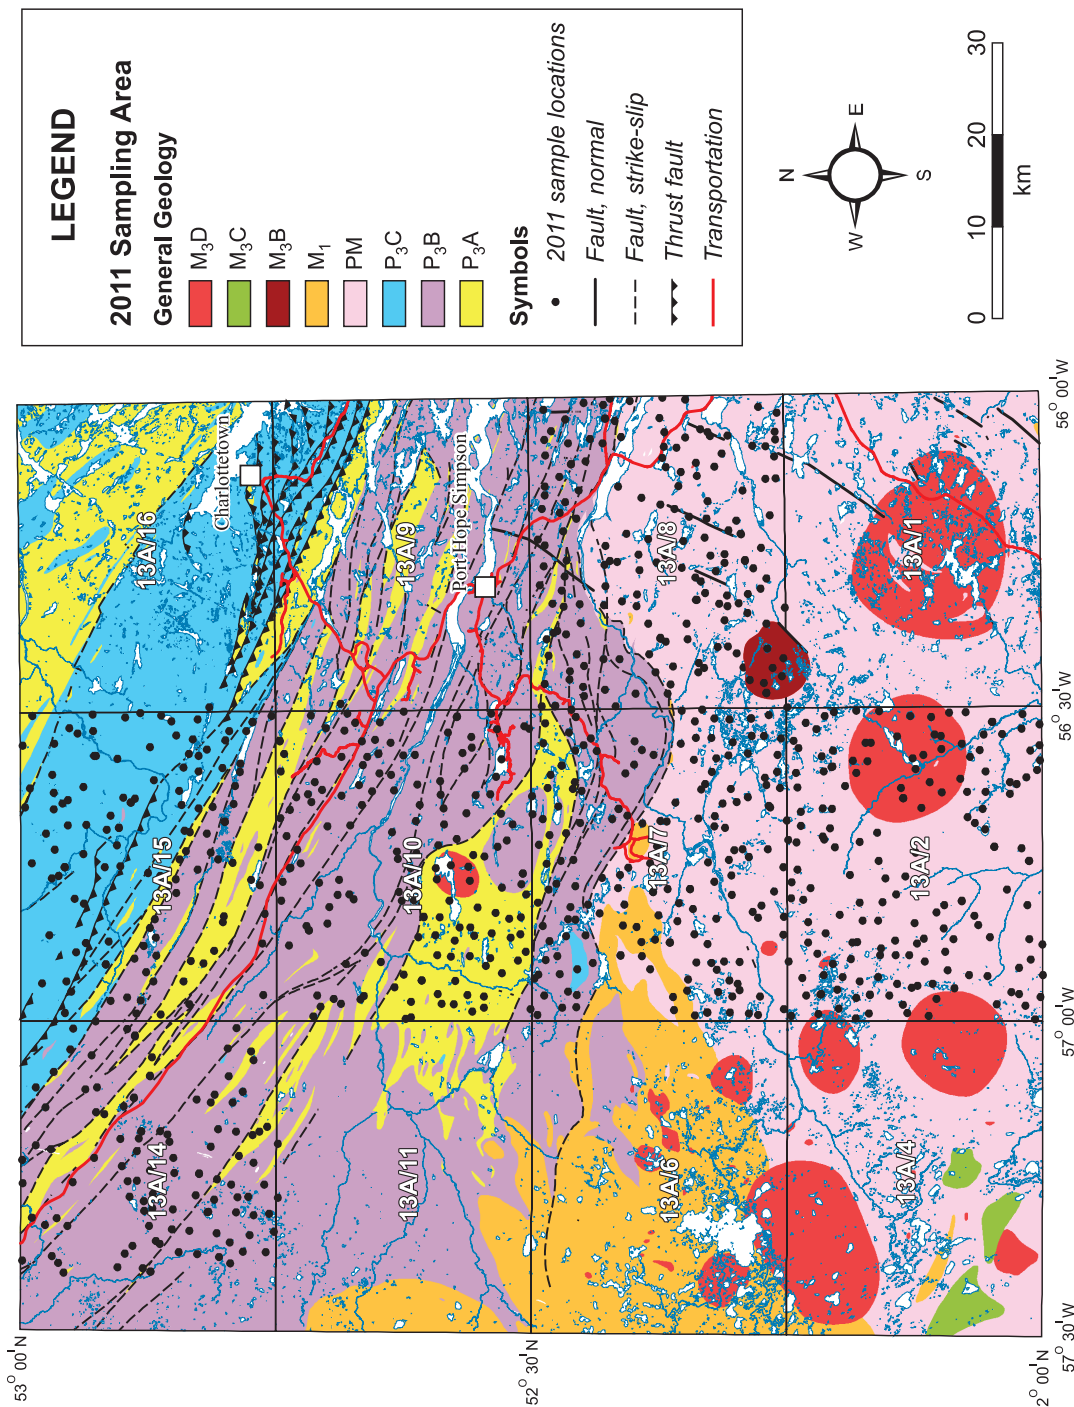 LEGEND
2011 Sampling Area
General Geology
M₃D
M₃C
M₃B
M₁
PM
P₃C
P₃B
P₃A
Symbols
2011 sample locations
Fault, normal
Fault, strike-slip
Thrust fault
Transportation
N
W
E
S
0 10 20 30
km
13A/14
13A/15
13A/16
Charlottetown
13A/11
13A/10
13A/9
Port Hope Simpson
13A/6
13A/7
13A/8
13A/4
13A/2
13A/1
53° 00'N
52° 30'N
2° 00'N
57° 30'W
57° 00'W
56° 30'W
56° 00'W